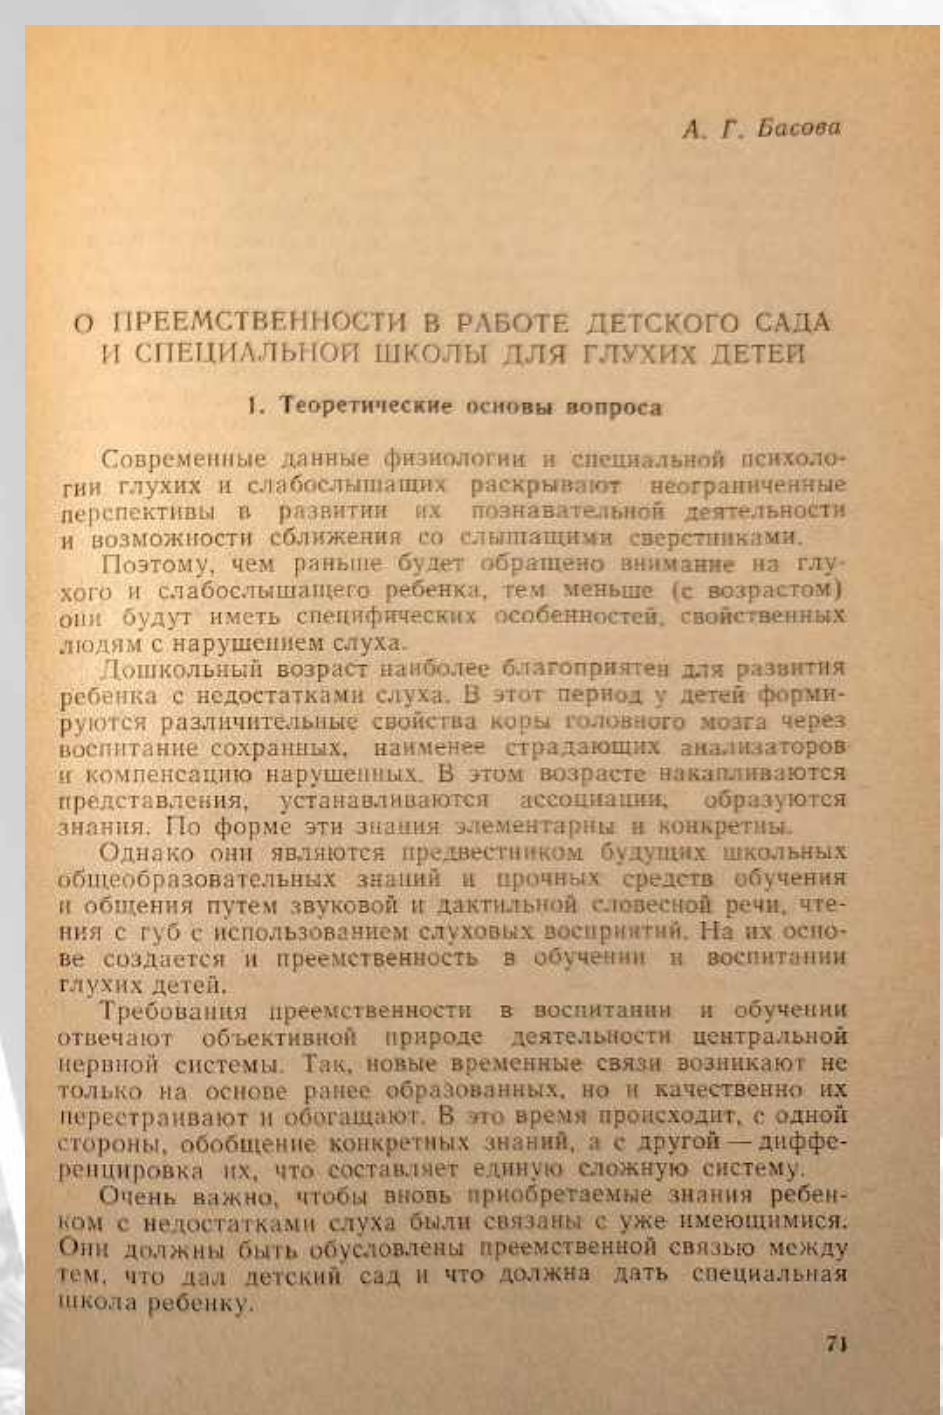 А. Г. Басова
О ПРЕЕМСТВЕННОСТИ В РАБОТЕ ДЕТСКОГО САДА
И СПЕЦИАЛЬНОЙ ШКОЛЫ ДЛЯ ГЛУХИХ ДЕТЕЙ
1. Теоретические основы вопроса
Современные данные физиологии и специальной психоло-
гии глухих и слабослышащих раскрывают неограниченные
перспективы в развитии их познавательной деятельности
и возможности сближения со слышащими сверстниками.
Поэтому, чем раньше будет обращено внимание на глу-
хого и слабослышащего ребенка, тем меньше (с возрастом)
они будут иметь специфических особенностей, свойственных
людям с нарушением слуха.
Дошкольный возраст наиболее благоприятен для развития
ребенка с недостатками слуха. В этот период у детей форми-
руются различительные свойства коры головного мозга через
воспитание сохранных, наименее страдающих анализаторов
и компенсацию нарушенных. В этом возрасте накапливаются
представления, устанавливаются ассоциации, образуются
знания. По форме эти знания элементарны и конкретны.
Однако они являются предвестником будущих школьных
общеобразовательных знаний и прочных средств обучения
и общения путем звуковой и дактильной словесной речи, чте-
ния с губ с использованием слуховых восприятий. На их осно-
ве создается и преемственность в обучении и воспитании
глухих детей.
Требования преемственности в воспитании и обучении
отвечают объективной природе деятельности центральной
нервной системы. Так, новые временные связи возникают не
только на основе ранее образованных, но и качественно их
перестраивают и обогащают. В это время происходит, с одной
стороны, обобщение конкретных знаний, а с другой — диффе-
ренцировка их, что составляет единую сложную систему.
Очень важно, чтобы вновь приобретаемые знания ребен-
ком с недостатками слуха были связаны с уже имеющимися.
Они должны быть обусловлены преемственной связью между
тем, что дал детский сад и что должна дать специальная
школа ребенку.
71